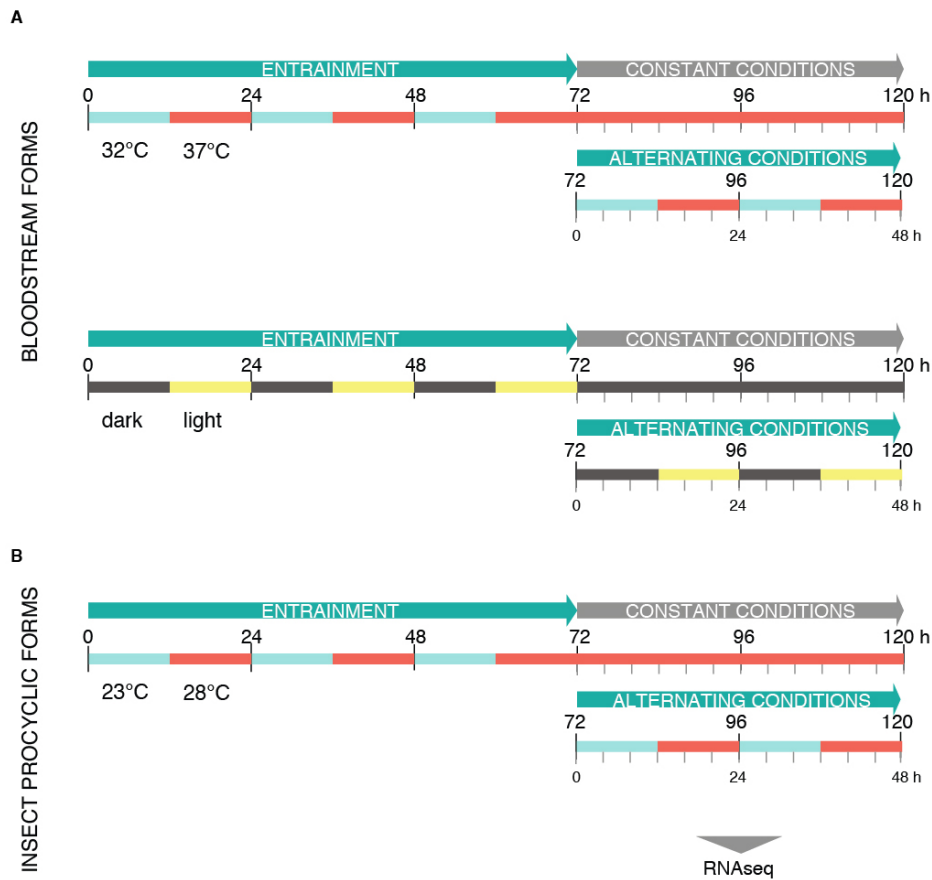 A
BLOODSTREAM FORMS
ENTRAINMENT CONSTANT CONDITIONS
0 24 48 72 96 120 h
32°C 37°C
ALTERNATING CONDITIONS
72 96 120
0 24 48 h
ENTRAINMENT CONSTANT CONDITIONS
0 24 48 72 96 120 h
dark light
ALTERNATING CONDITIONS
72 96 120
0 24 48 h
B
INSECT PROCYCLIC FORMS
ENTRAINMENT CONSTANT CONDITIONS
0 24 48 72 96 120 h
23°C 28°C
ALTERNATING CONDITIONS
72 96 120
0 24 48 h
RNAseq